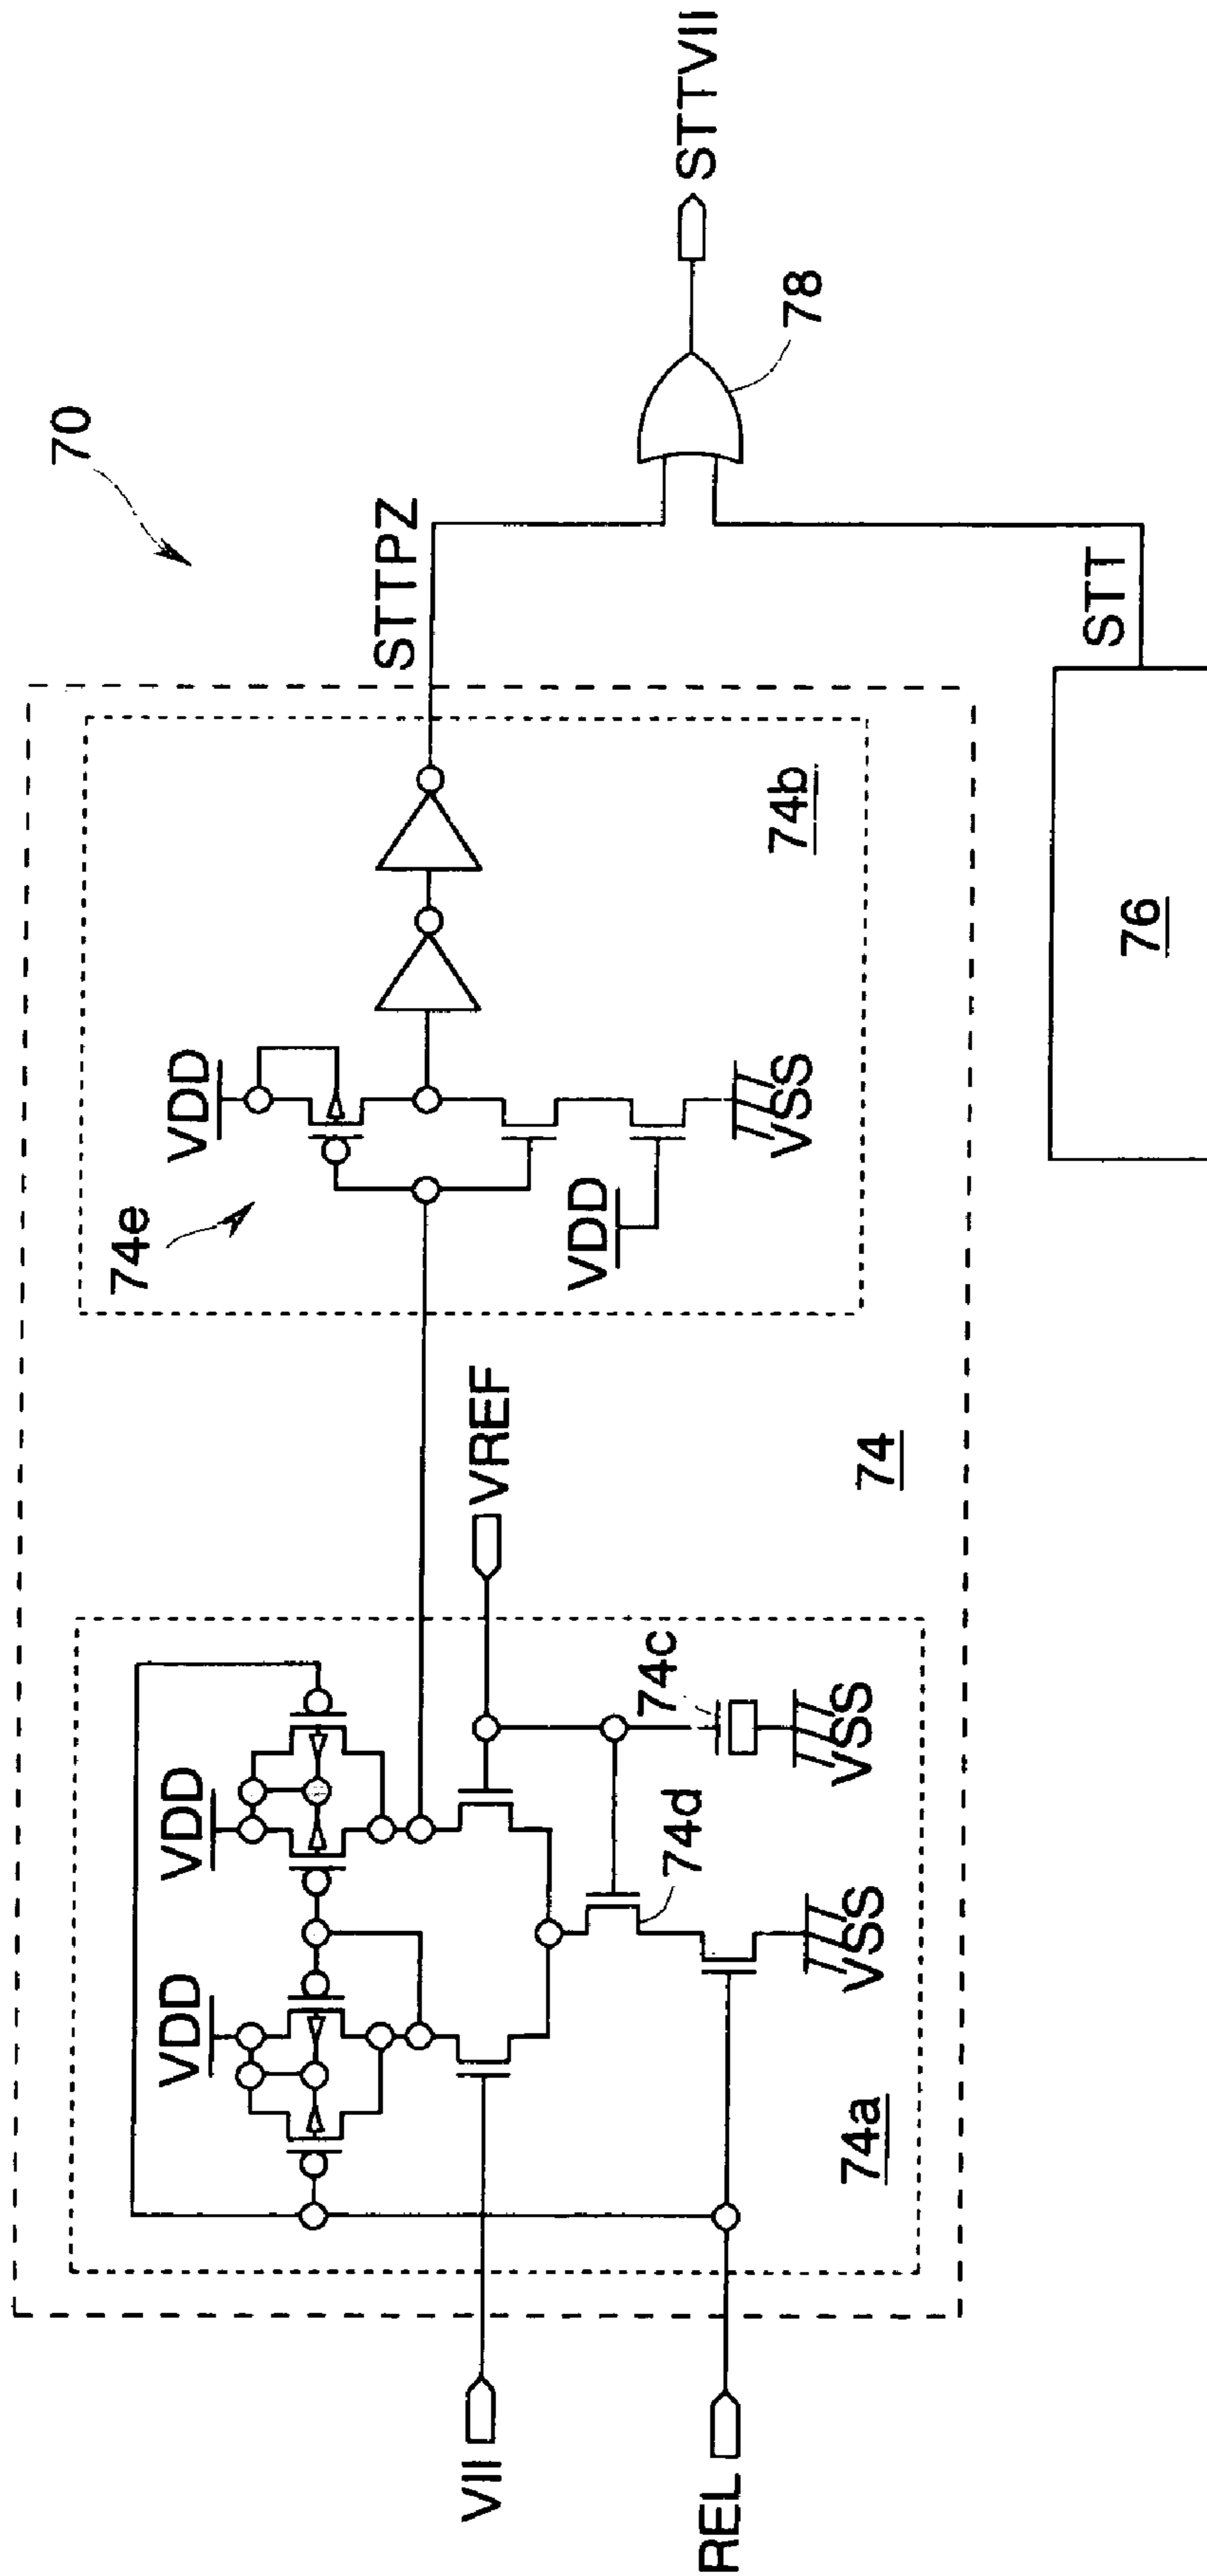 70
VII
REL
VDD
VDD
VREF
74c
74d
VSS
VSS
74a
74
74e
VDD
VDD
VSS
74b
STTPZ
STT
76
78
STTVII